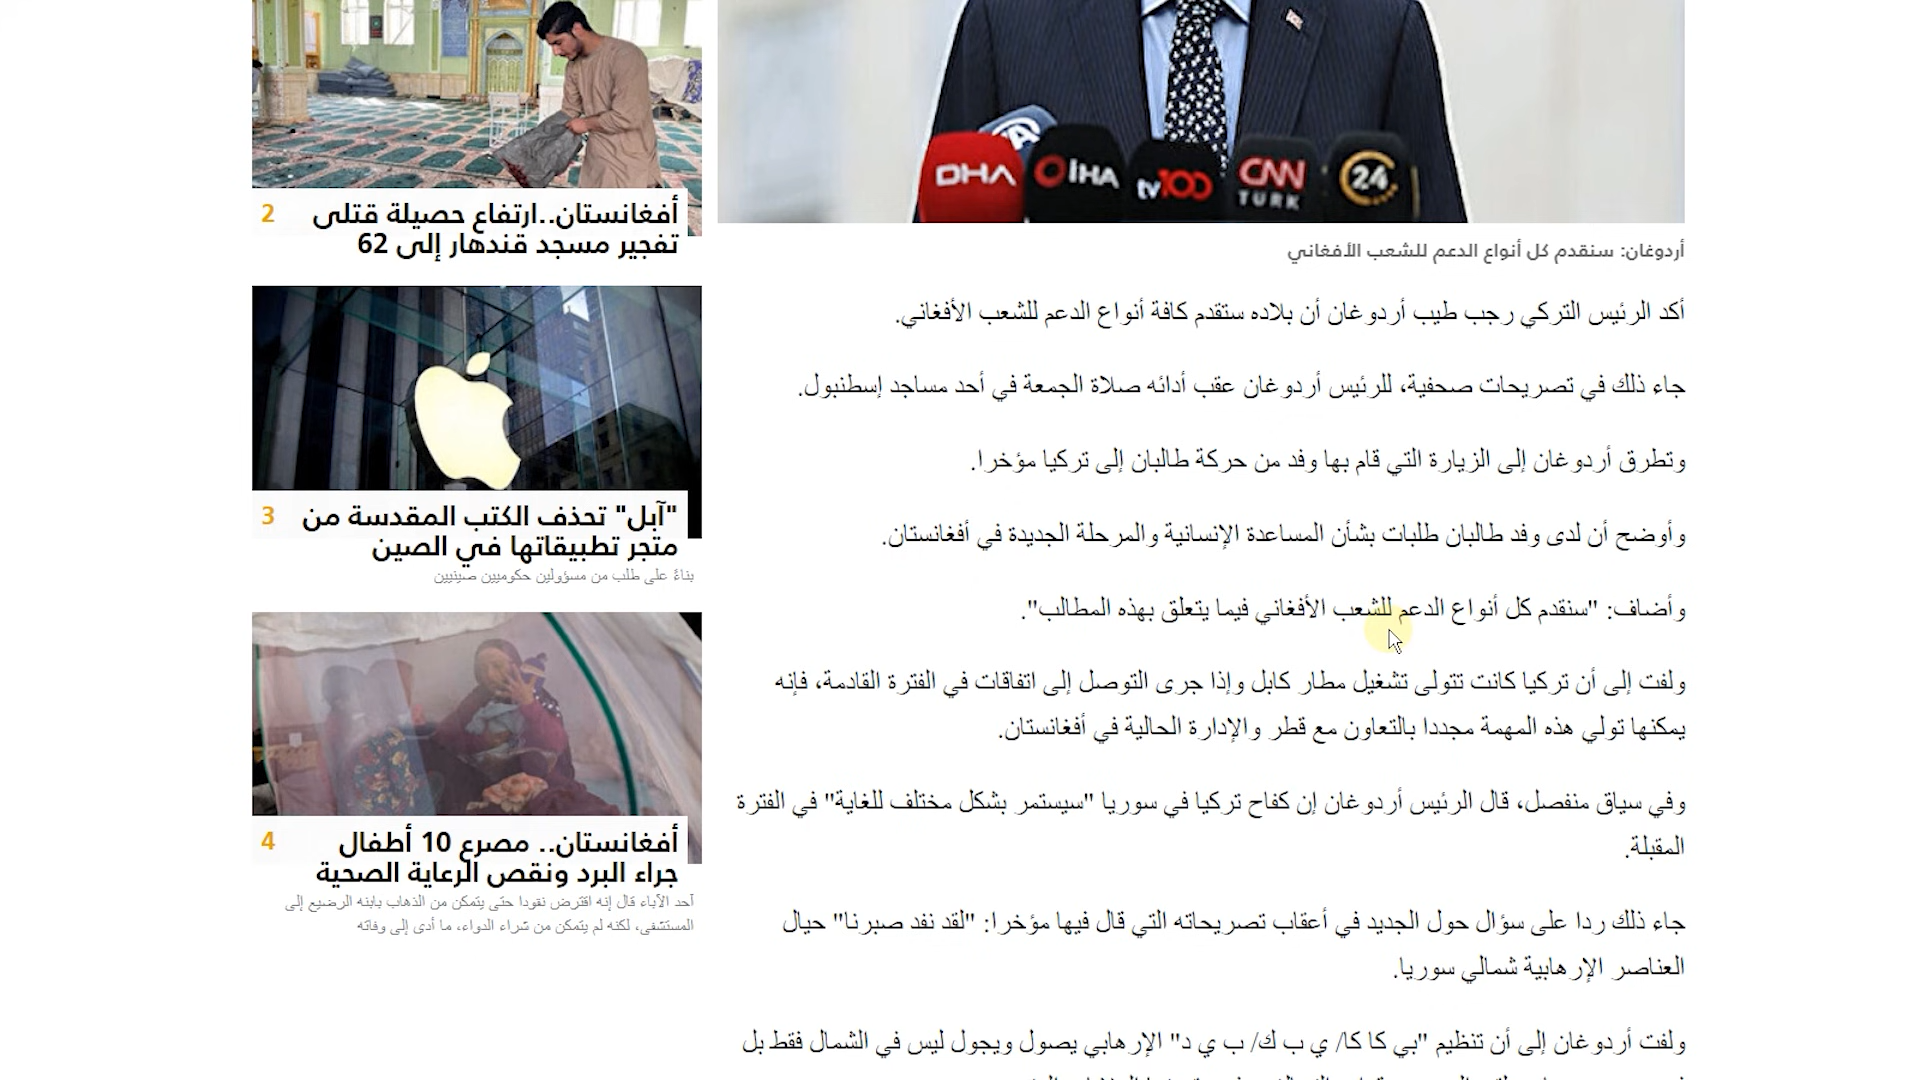 DHA
İHA
tv100
CNN
TURK
24
أردوغان: سنقدم كل أنواع الدعم للشعب الأفغاني
أكد الرئيس التركي رجب طيب أردوغان أن بلاده ستقدم كافة أنواع الدعم للشعب الأفغاني.
جاء ذلك في تصريحات صحفية، للرئيس أردوغان عقب أدائه صلاة الجمعة في أحد مساجد إسطنبول.
وتطرق أردوغان إلى الزيارة التي قام بها وفد من حركة طالبان إلى تركيا مؤخرا.
وأوضح أن لدى وفد طالبان طلبات بشأن المساعدة الإنسانية والمرحلة الجديدة في أفغانستان.
وأضاف: "سنقدم كل أنواع الدعم للشعب الأفغاني فيما يتعلق بهذه المطالب".
ولفت إلى أن تركيا كانت تتولى تشغيل مطار كابل وإذا جرى التوصل إلى اتفاقات في الفترة القادمة، فإنه
يمكنها تولي هذه المهمة مجددا بالتعاون مع قطر والإدارة الحالية في أفغانستان.
وفي سياق منفصل، قال الرئيس أردوغان إن كفاح تركيا في سوريا "سيستمر بشكل مختلف للغاية" في الفترة
المقبلة.
جاء ذلك ردا على سؤال حول الجديد في أعقاب تصريحاته التي قال فيها مؤخرا: "لقد نفد صبرنا" حيال
العناصر الإرهابية شمالي سوريا.
ولفت أردوغان إلى أن تنظيم "بي كا كا/ ي ب ك/ ب ي د" الإرهابي يصول ويجول ليس في الشمال فقط بل
2 أفغانستان..ارتفاع حصيلة قتلى
تفجير مسجد قندهار إلى 62
3 "آبل" تحذف الكتب المقدسة من
متجر تطبيقاتها في الصين
بناءً على طلب من مسؤولين حكوميين صينيين
4 أفغانستان.. مصرع 10 أطفال
جراء البرد ونقص الرعاية الصحية
أحد الآباء قال إنه اقترض نقودا حتى يتمكن من الذهاب بابنه الرضيع إلى
المستشفى، لكنه لم يتمكن من شراء الدواء، ما أدى إلى وفاته